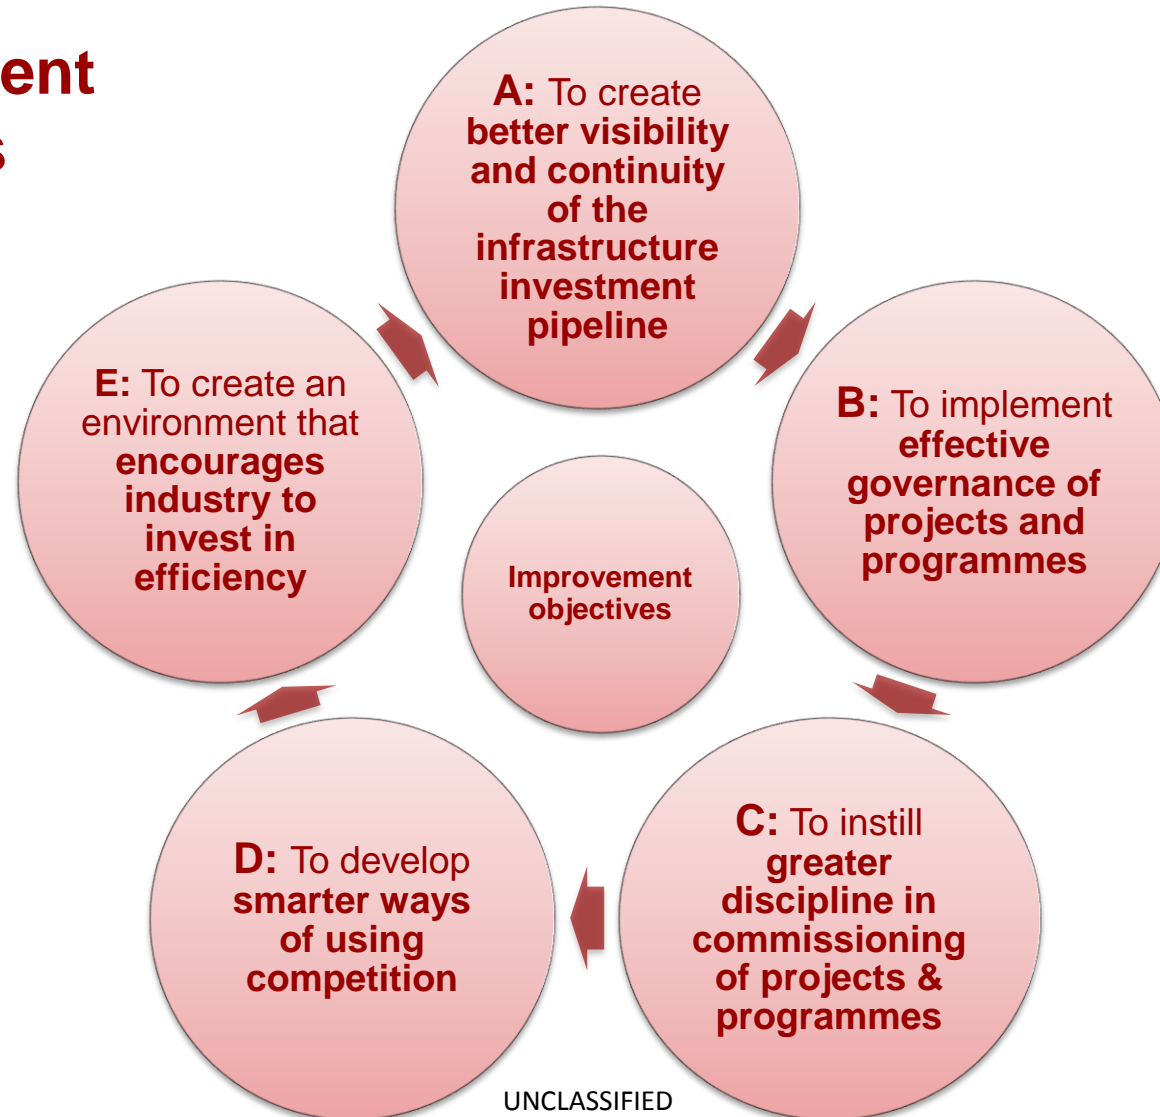 ent
s
A: To create
better visibility
and continuity
of the
infrastructure
investment
pipeline
B: To implement
effective
governance of
projects and
programmes
C: To instill
greater
discipline in
commissioning
of projects &
programmes
D: To develop
smarter ways
of using
competition
E: To create an
environment that
encourages
industry to
invest in
efficiency
Improvement
objectives
UNCLASSIFIED